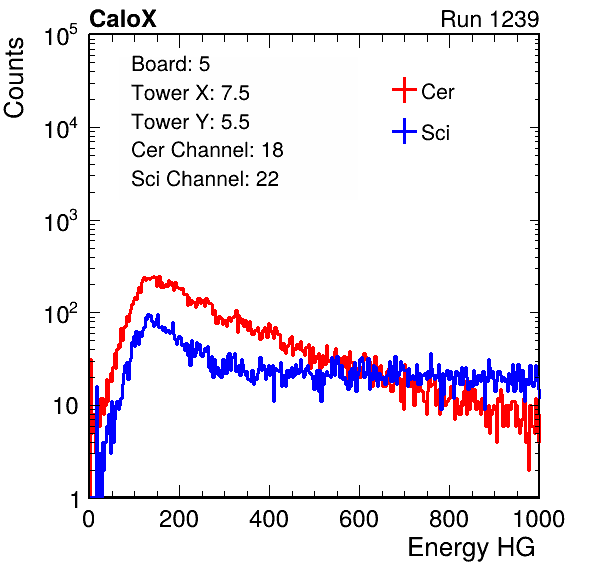 CaloX Run 1239
Counts
10^5
10^4
10^3
10^2
10
1
Board: 5
Tower X: 7.5
Tower Y: 5.5
Cer Channel: 18
Sci Channel: 22
Cer
Sci
0 200 400 600 800 1000
Energy HG